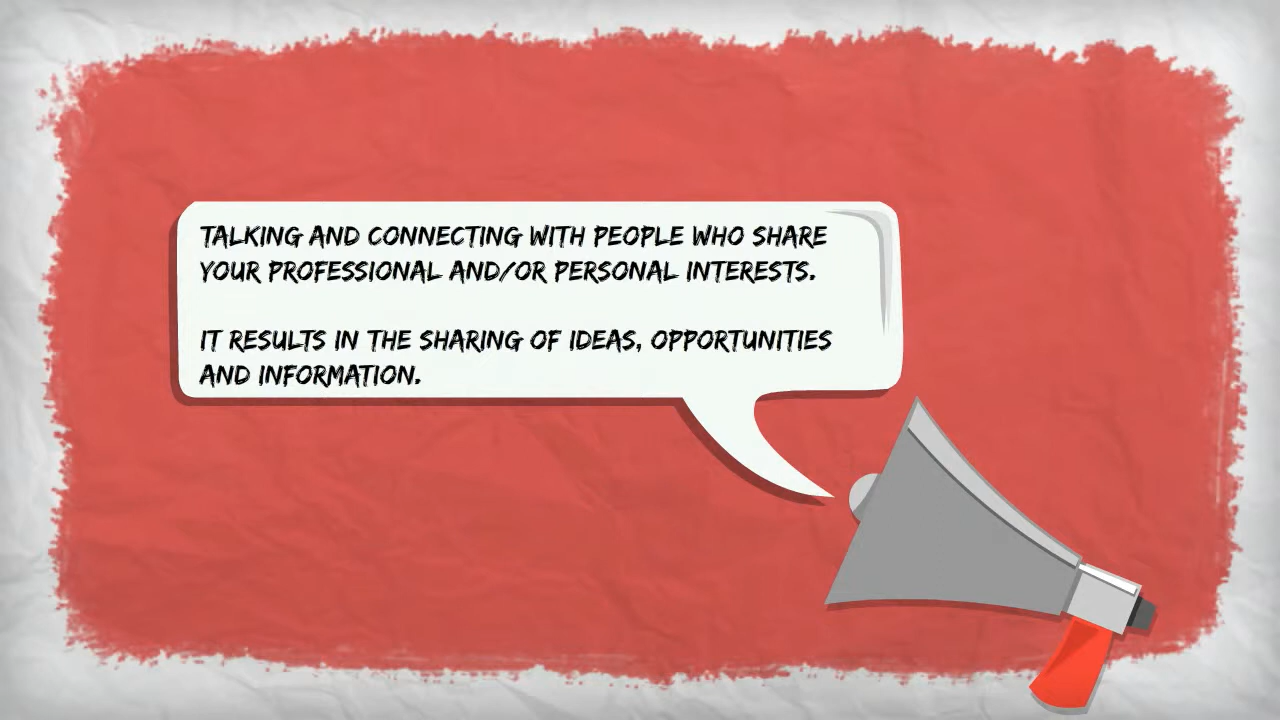 TALKING AND CONNECTING WITH PEOPLE WHO SHARE
YOUR PROFESSIONAL AND/OR PERSONAL INTERESTS.
IT RESULTS IN THE SHARING OF IDEAS, OPPORTUNITIES
AND INFORMATION.